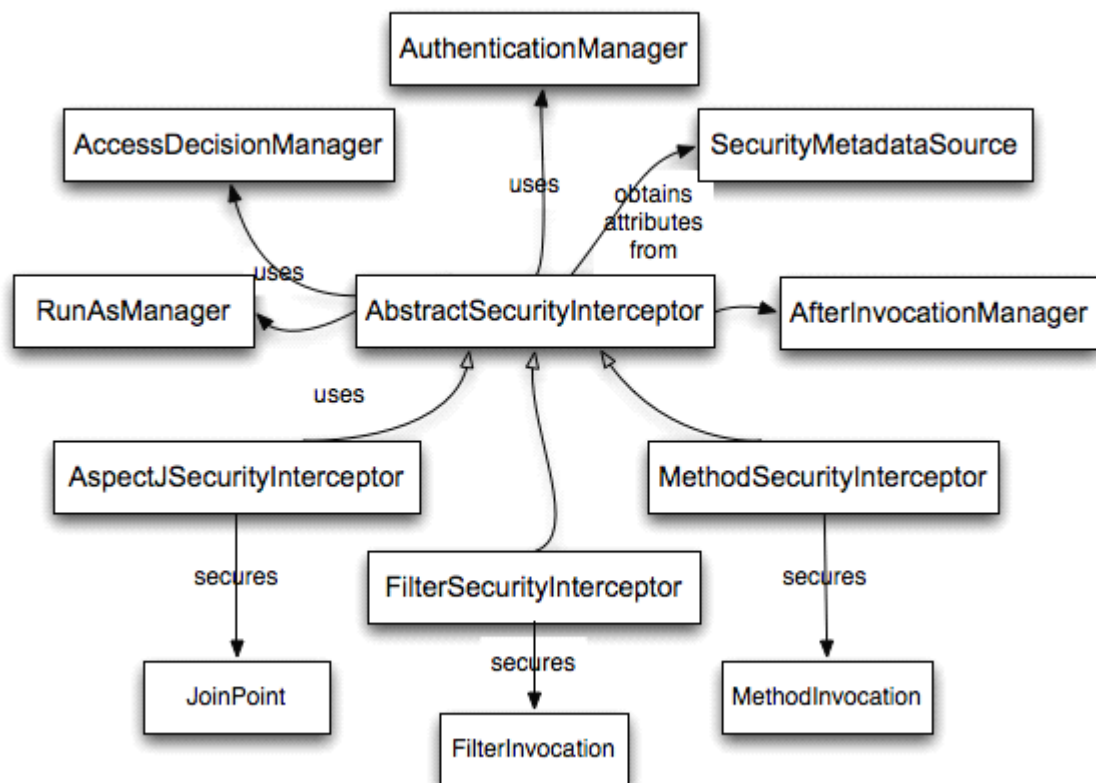 AuthenticationManager
AccessDecisionManager
SecurityMetadataSource
uses
obtains
attributes
from
uses
RunAsManager
AbstractSecurityInterceptor
AfterInvocationManager
uses
AspectJSecurityInterceptor
MethodSecurityInterceptor
secures
FilterSecurityInterceptor
secures
secures
JoinPoint
MethodInvocation
FilterInvocation